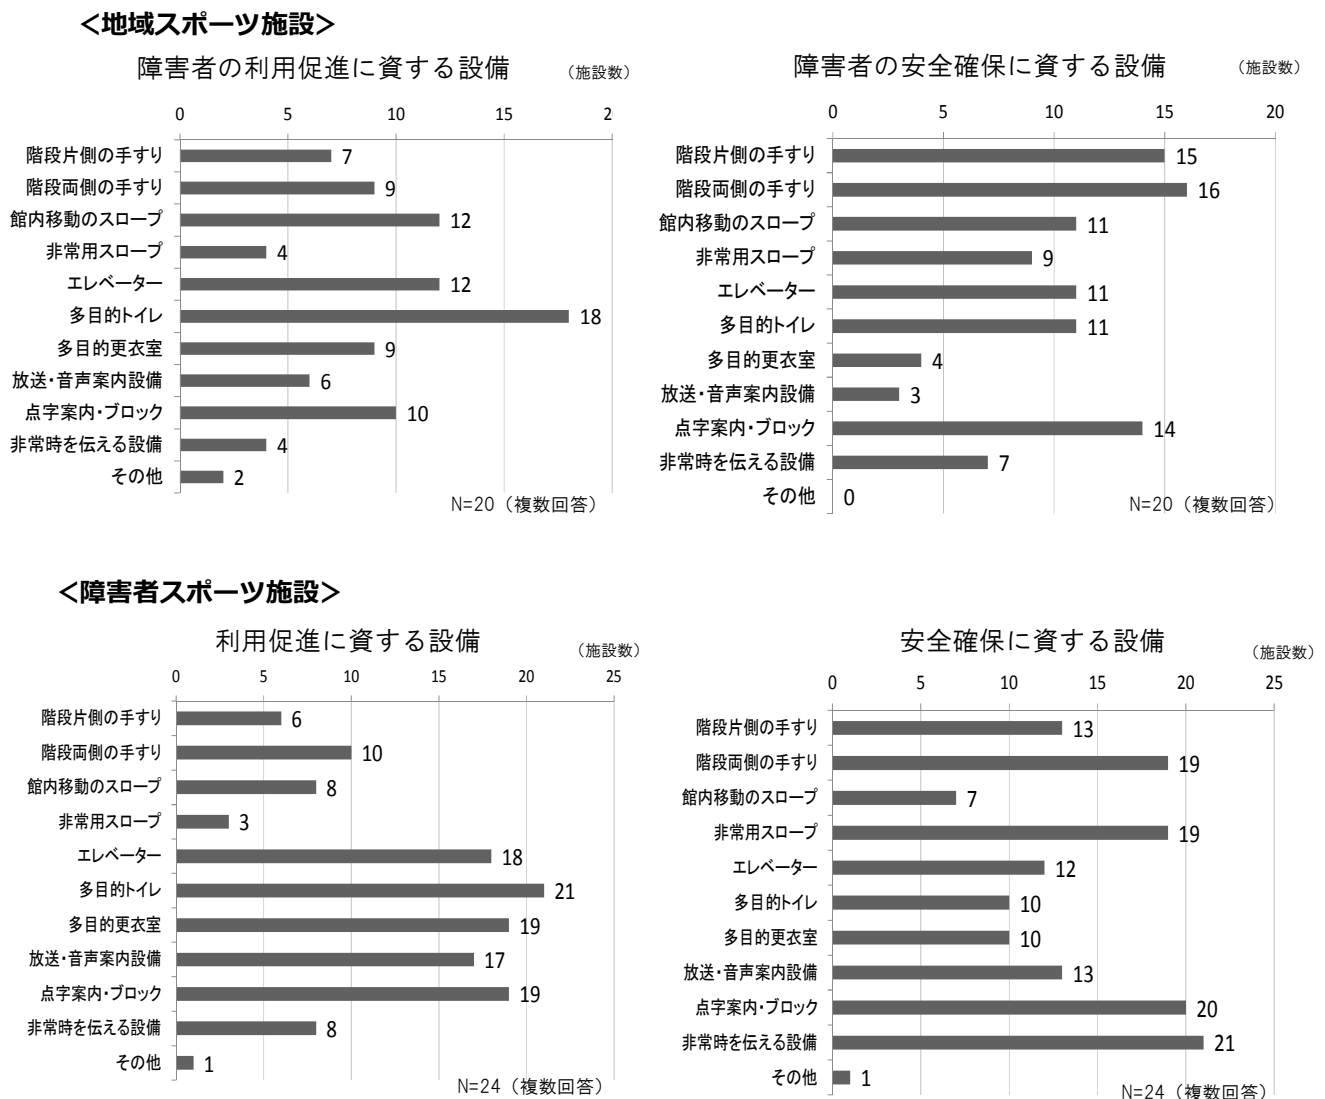 ＜地域スポーツ施設＞
障害者の利用促進に資する設備 （施設数）
0 5 10 15 2
階段片側の手すり 7
階段両側の手すり 9
館内移動のスロープ 12
非常用スロープ 4
エレベーター 12
多目的トイレ 18
多目的更衣室 9
放送・音声案内設備 6
点字案内・ブロック 10
非常時を伝える設備 4
その他 2
N=20（複数回答）
障害者の安全確保に資する設備 （施設数）
0 5 10 15 20
階段片側の手すり 15
階段両側の手すり 16
館内移動のスロープ 11
非常用スロープ 9
エレベーター 11
多目的トイレ 11
多目的更衣室 4
放送・音声案内設備 3
点字案内・ブロック 14
非常時を伝える設備 7
その他 0
N=20（複数回答）
＜障害者スポーツ施設＞
利用促進に資する設備 （施設数）
0 5 10 15 20 25
階段片側の手すり 6
階段両側の手すり 10
館内移動のスロープ 8
非常用スロープ 3
エレベーター 18
多目的トイレ 21
多目的更衣室 19
放送・音声案内設備 17
点字案内・ブロック 19
非常時を伝える設備 8
その他 1
N=24（複数回答）
安全確保に資する設備 （施設数）
0 5 10 15 20 25
階段片側の手すり 13
階段両側の手すり 19
館内移動のスロープ 7
非常用スロープ 19
エレベーター 12
多目的トイレ 10
多目的更衣室 10
放送・音声案内設備 13
点字案内・ブロック 20
非常時を伝える設備 21
その他 1
N=24（複数回答）